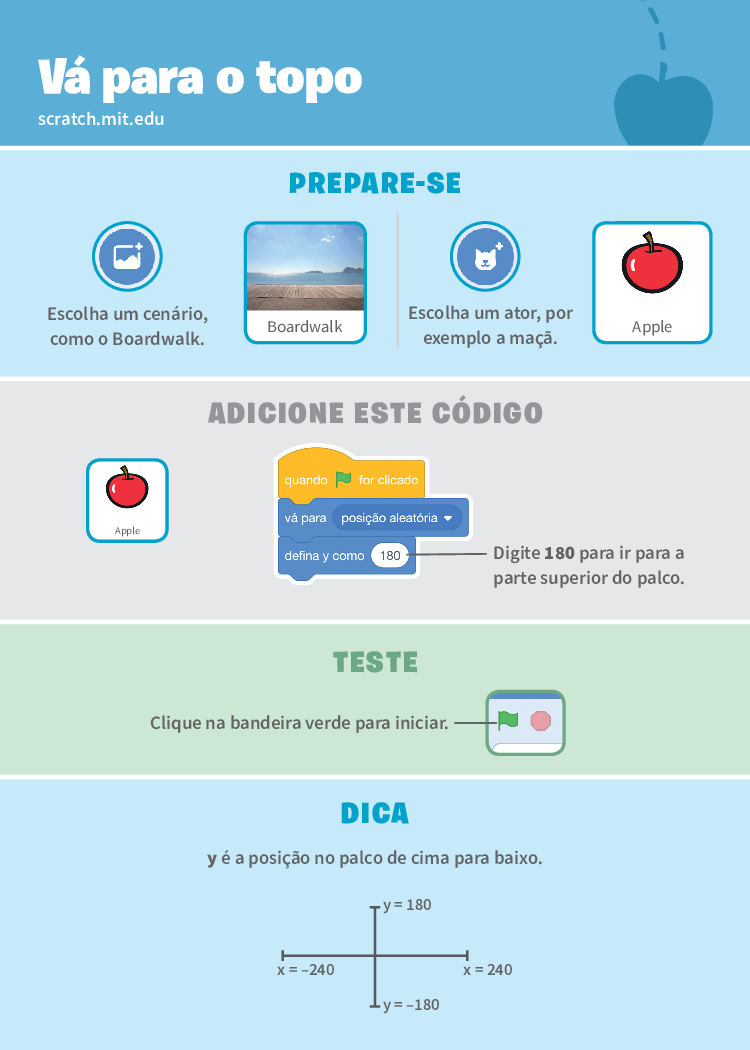 Vá para o topo
scratch.mit.edu
PREPARE-SE
Escolha um cenário,
como o Boardwalk.
Boardwalk
Escolha um ator, por
exemplo a maçã.
Apple
ADICIONE ESTE CÓDIGO
Apple
quando for clicado
vá para posição aleatória
defina y como 180
Digite 180 para ir para a
parte superior do palco.
TESTE
Clique na bandeira verde para iniciar.
DICA
y é a posição no palco de cima para baixo.
y = 180
x = –240
x = 240
y = –180